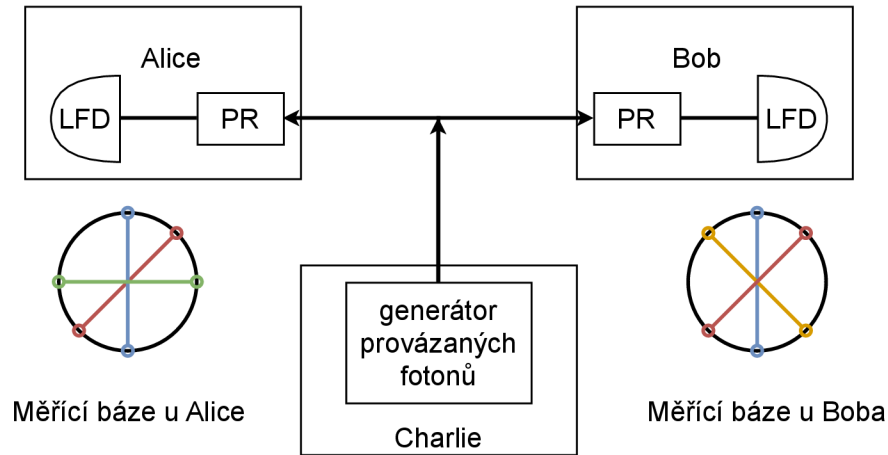 Alice
Bob
LFD
PR
PR
LFD
generátor
provázaných
fotonů
Měřící báze u Alice
Měřící báze u Boba
Charlie